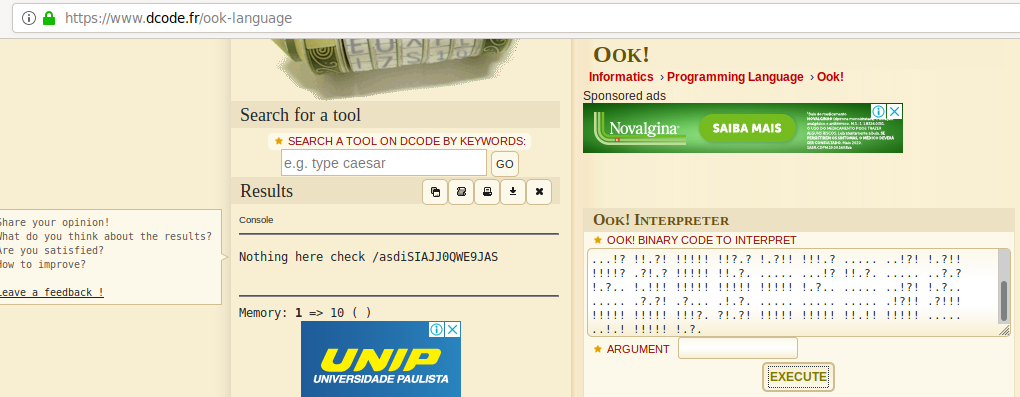 https://www.dcode.fr/ook-language
Search for a tool
SEARCH A TOOL ON DCODE BY KEYWORDS:
e.g. type caesar
GO
Results
Console
Nothing here check /asdiSIAJJ0QWE9JAS
Memory: 1 => 10 ( )
UNIP
UNIVERSIDADE PAULISTA
Share your opinion!
What do you think about the results?
Are you satisfied?
How to improve?
Leave a feedback !
OOK!
Informatics › Programming Language › Ook!
Sponsored ads
Novalgina
SAIBA MAIS
OOK! INTERPRETER
OOK! BINARY CODE TO INTERPRET
...!? !!.?! !!!!! !!?.? !.?!! !!!.? ..... ..!?! !.?!!
!!!!? .?!.? !!!!! !!.?. ..... ...!? !!.?. ..... ..?.?
!.?.. !.!!! !!!!! !!!!! !!!!! !.?.. ..... ..!?! !.?..
..... .?.?! .?... .!.?. ..... ..... ..... .!?!! .?!!!
!!!!! !!!!! !!!?. ?!.?! !!!!! !!!!! !!.!! !!!!! .....
..!.! !!!!! !.?.
ARGUMENT
EXECUTE